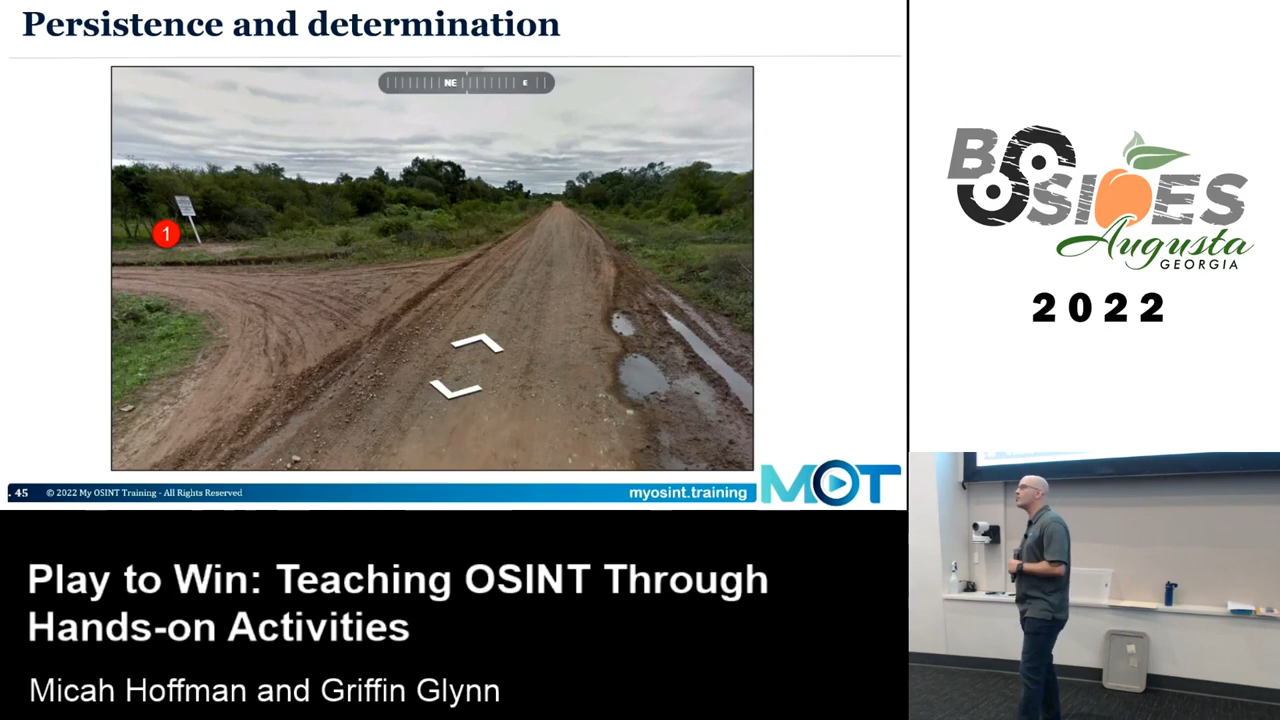 Persistence and determination
NE
E
1
. 45
© 2022 My OSINT Training - All Rights Reserved
myosint.training
MOT
BSIDES
Augusta
GEORGIA
2022
Play to Win: Teaching OSINT Through
Hands-on Activities
Micah Hoffman and Griffin Glynn